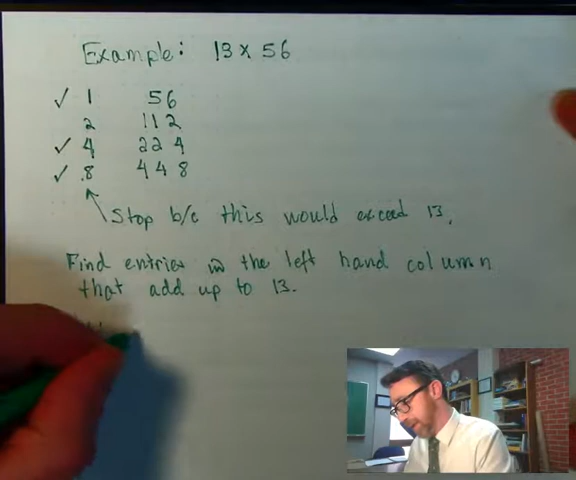 Example: 13 x 56
✓ 1 56
2 112
✓ 4 224
✓ 8 448
Stop b/c this would exceed 13.
Find entries in the left hand column
that add up to 13.